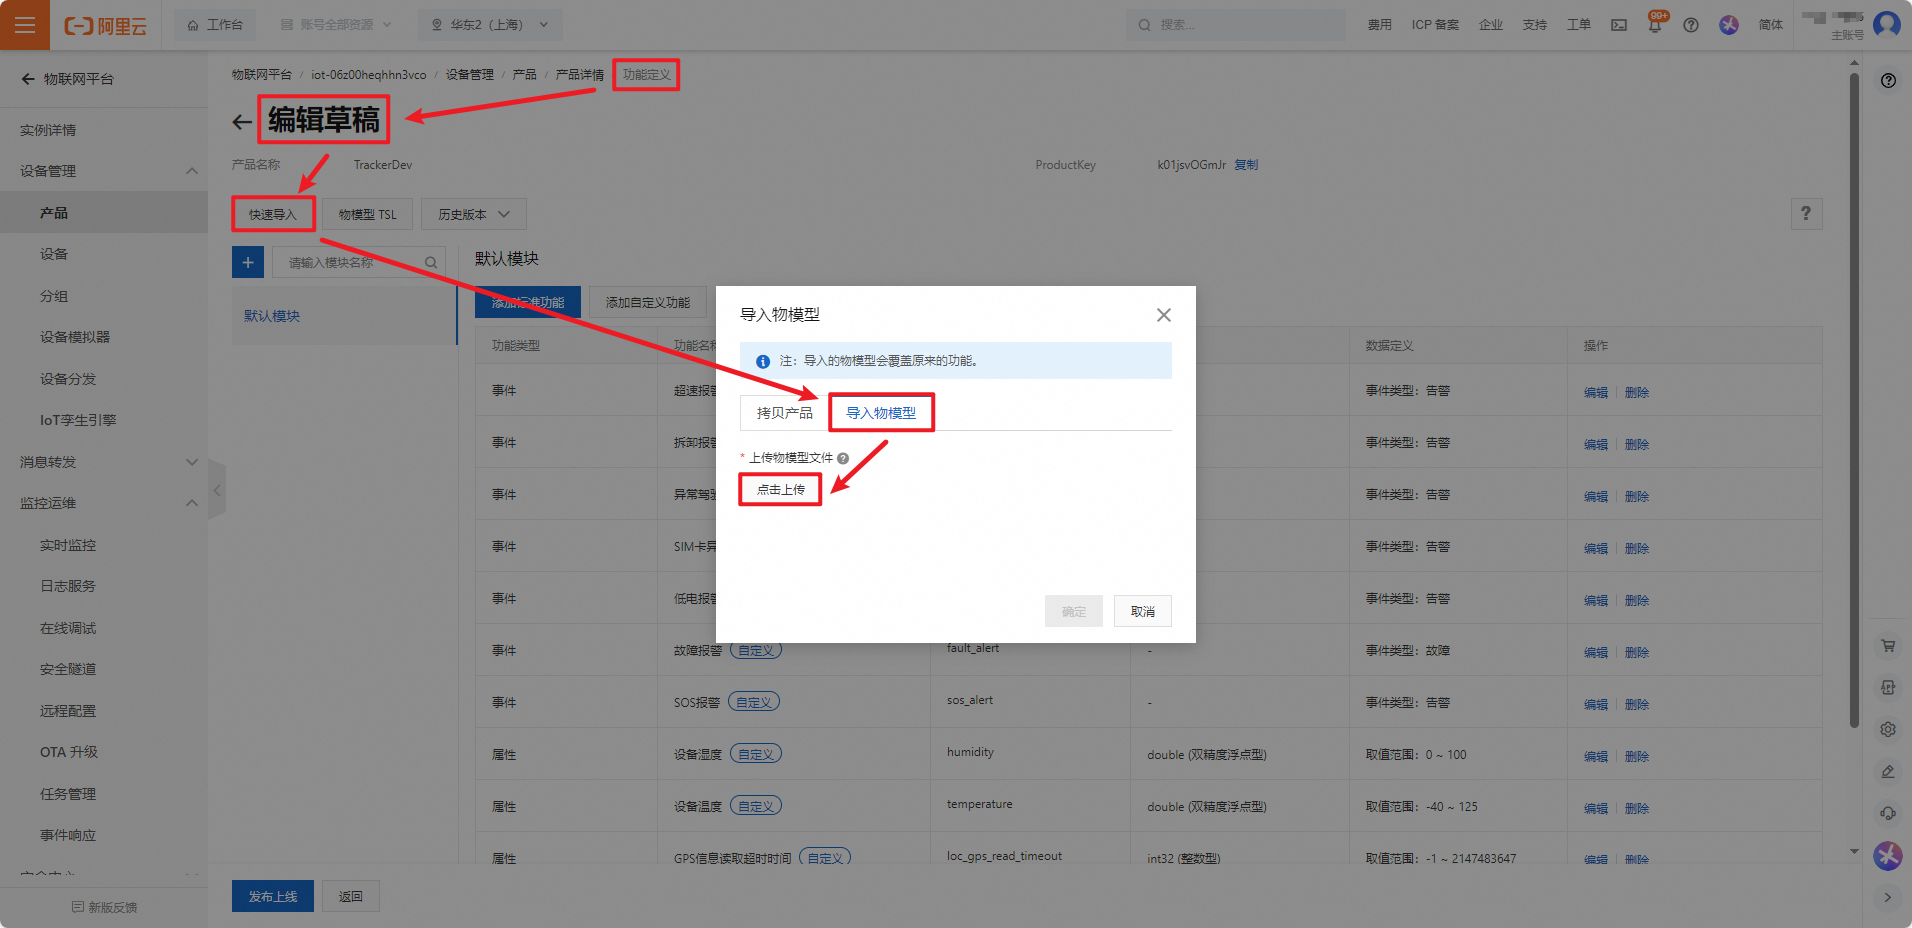 阿里云
工作台
账号全部资源
华东2（上海）
搜索...
费用
ICP 备案
企业
支持
工单
99+
简体
主账号
物联网平台
实例详情
设备管理
产品
设备
分组
设备模拟器
设备分发
IoT孪生引擎
消息转发
监控运维
实时监控
日志服务
在线调试
安全隧道
远程配置
OTA 升级
任务管理
事件响应
新版反馈
物联网平台 / iot-06z00heqhhn3vco / 设备管理 / 产品 / 产品详情 功能定义
编辑草稿
产品名称 TrackerDev ProductKey k01jsvOGmJr 复制
快速导入 物模型 TSL 历史版本 ?
+ 请输入模块名称
默认模块
默认模块
添加标准功能 添加自定义功能
功能类型 功能名 数据定义 操作
事件 超速报 事件类型：告警 编辑 删除
事件 拆卸报 事件类型：告警 编辑 删除
事件 异常驾 事件类型：告警 编辑 删除
事件 SIM卡异 事件类型：告警 编辑 删除
事件 低电报 事件类型：告警 编辑 删除
事件 故障报警 自定义 fault_alert - 事件类型：故障 编辑 删除
事件 SOS报警 自定义 sos_alert - 事件类型：告警 编辑 删除
属性 设备湿度 自定义 humidity double (双精度浮点型) 取值范围：0 ~ 100 编辑 删除
属性 设备温度 自定义 temperature double (双精度浮点型) 取值范围：-40 ~ 125 编辑 删除
属性 GPS信息读取超时时间 自定义 loc_gps_read_timeout int32 (整数型) 取值范围：-1 ~ 2147483647 编辑 删除
发布上线 返回
导入物模型
注：导入的物模型会覆盖原来的功能。
拷贝产品 导入物模型
* 上传物模型文件
点击上传
确定 取消